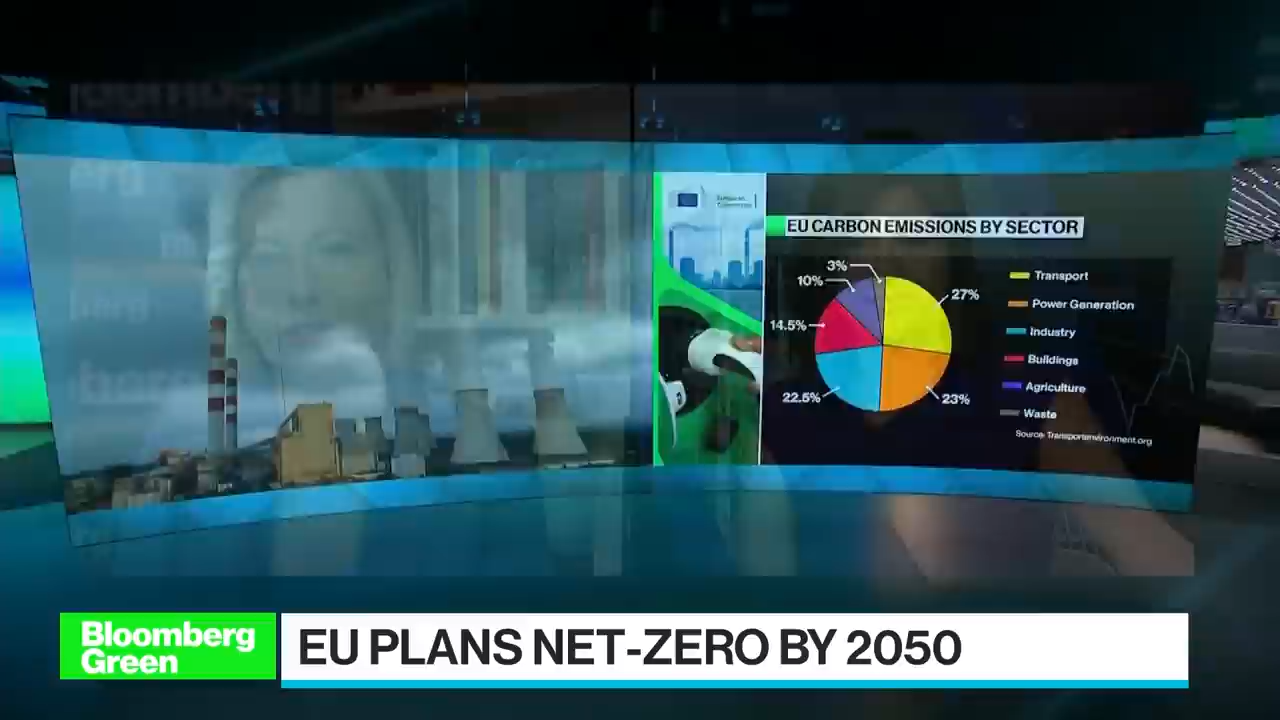 EU CARBON EMISSIONS BY SECTOR
3%
10%
14.5%
22.5%
27%
23%
Transport
Power Generation
Industry
Buildings
Agriculture
Waste
Source: Transportenvironment.org
Bloomberg
Green
EU PLANS NET-ZERO BY 2050